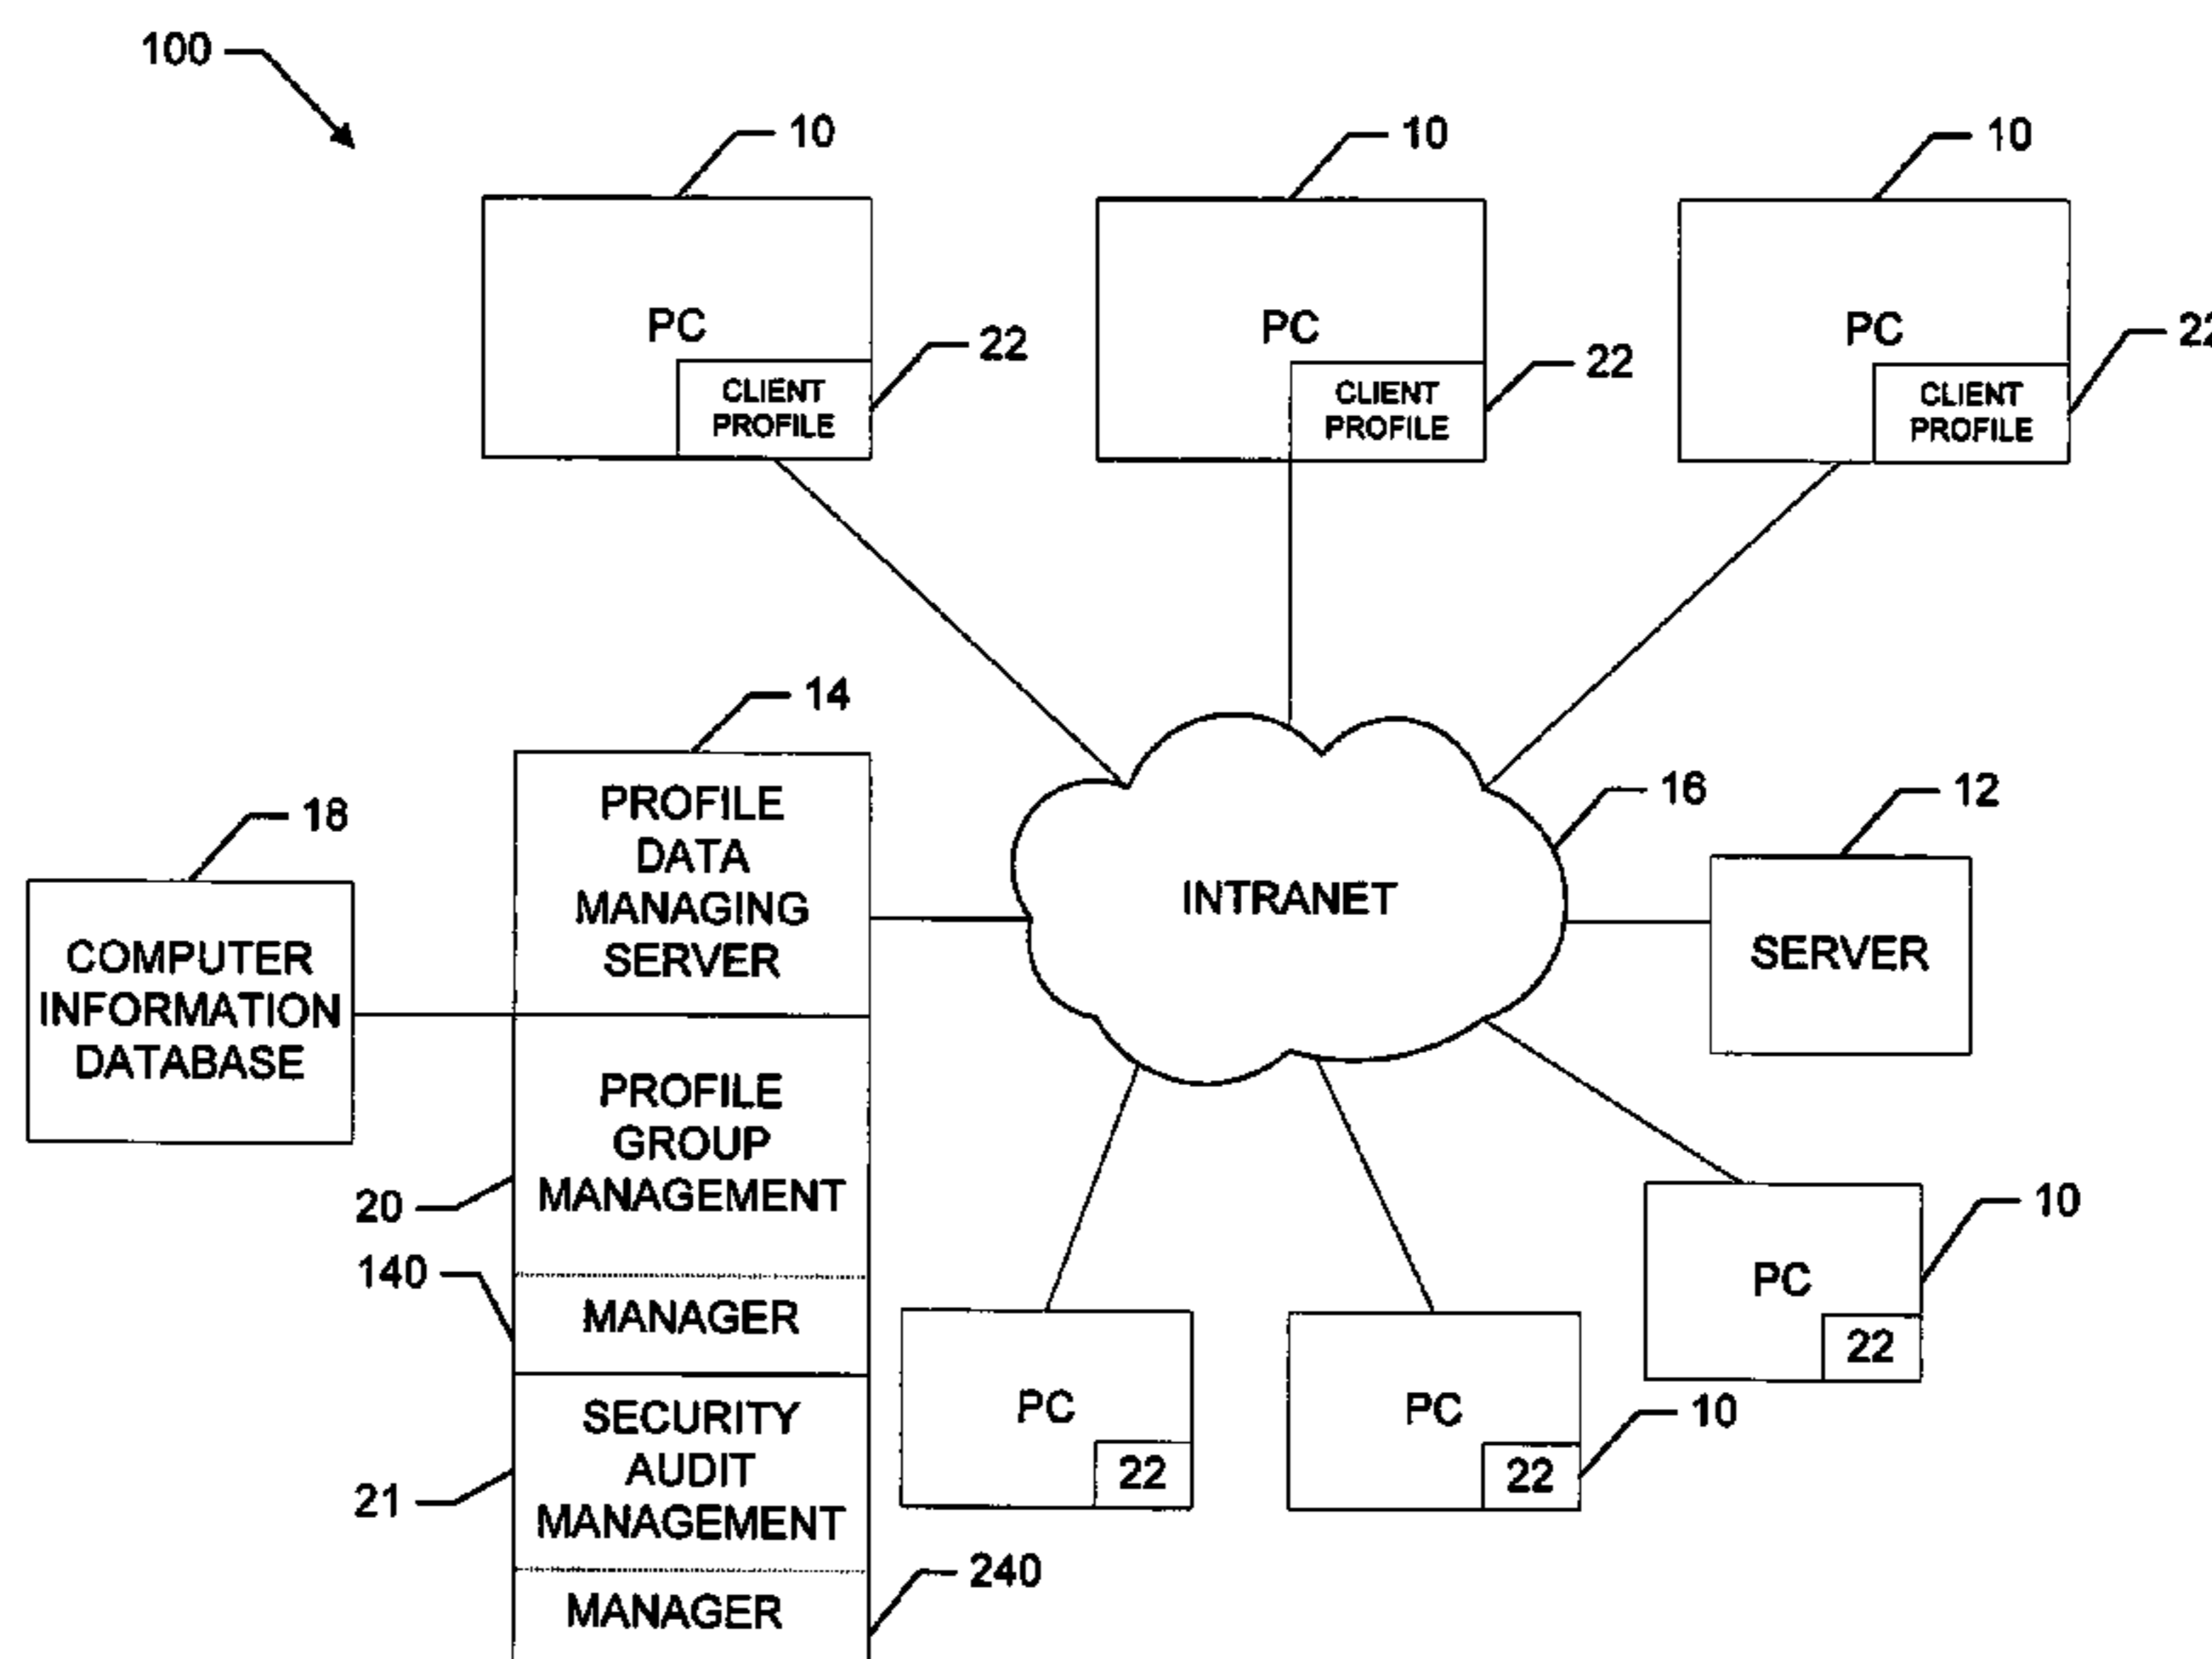 100
10
10
10
PC
PC
PC
22
22
22
CLIENT
PROFILE
CLIENT
PROFILE
CLIENT
PROFILE
14
18
16
12
PROFILE
DATA
MANAGING
SERVER
INTRANET
SERVER
COMPUTER
INFORMATION
DATABASE
PROFILE
GROUP
MANAGEMENT
20
140
MANAGER
SECURITY
AUDIT
MANAGEMENT
21
MANAGER
240
PC
22
PC
22
10
PC
22
10